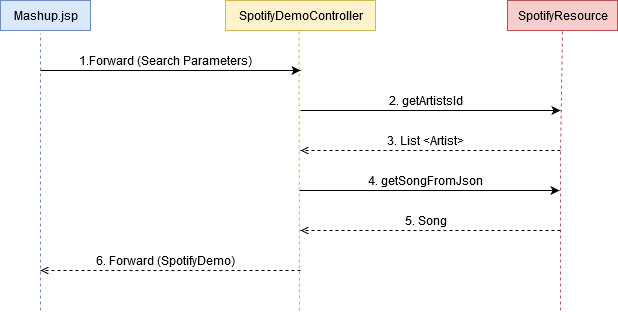 Mashup.jsp
SpotifyDemoController
SpotifyResource
1.Forward (Search Parameters)
2. getArtistsId
3. List <Artist>
4. getSongFromJson
5. Song
6. Forward (SpotifyDemo)